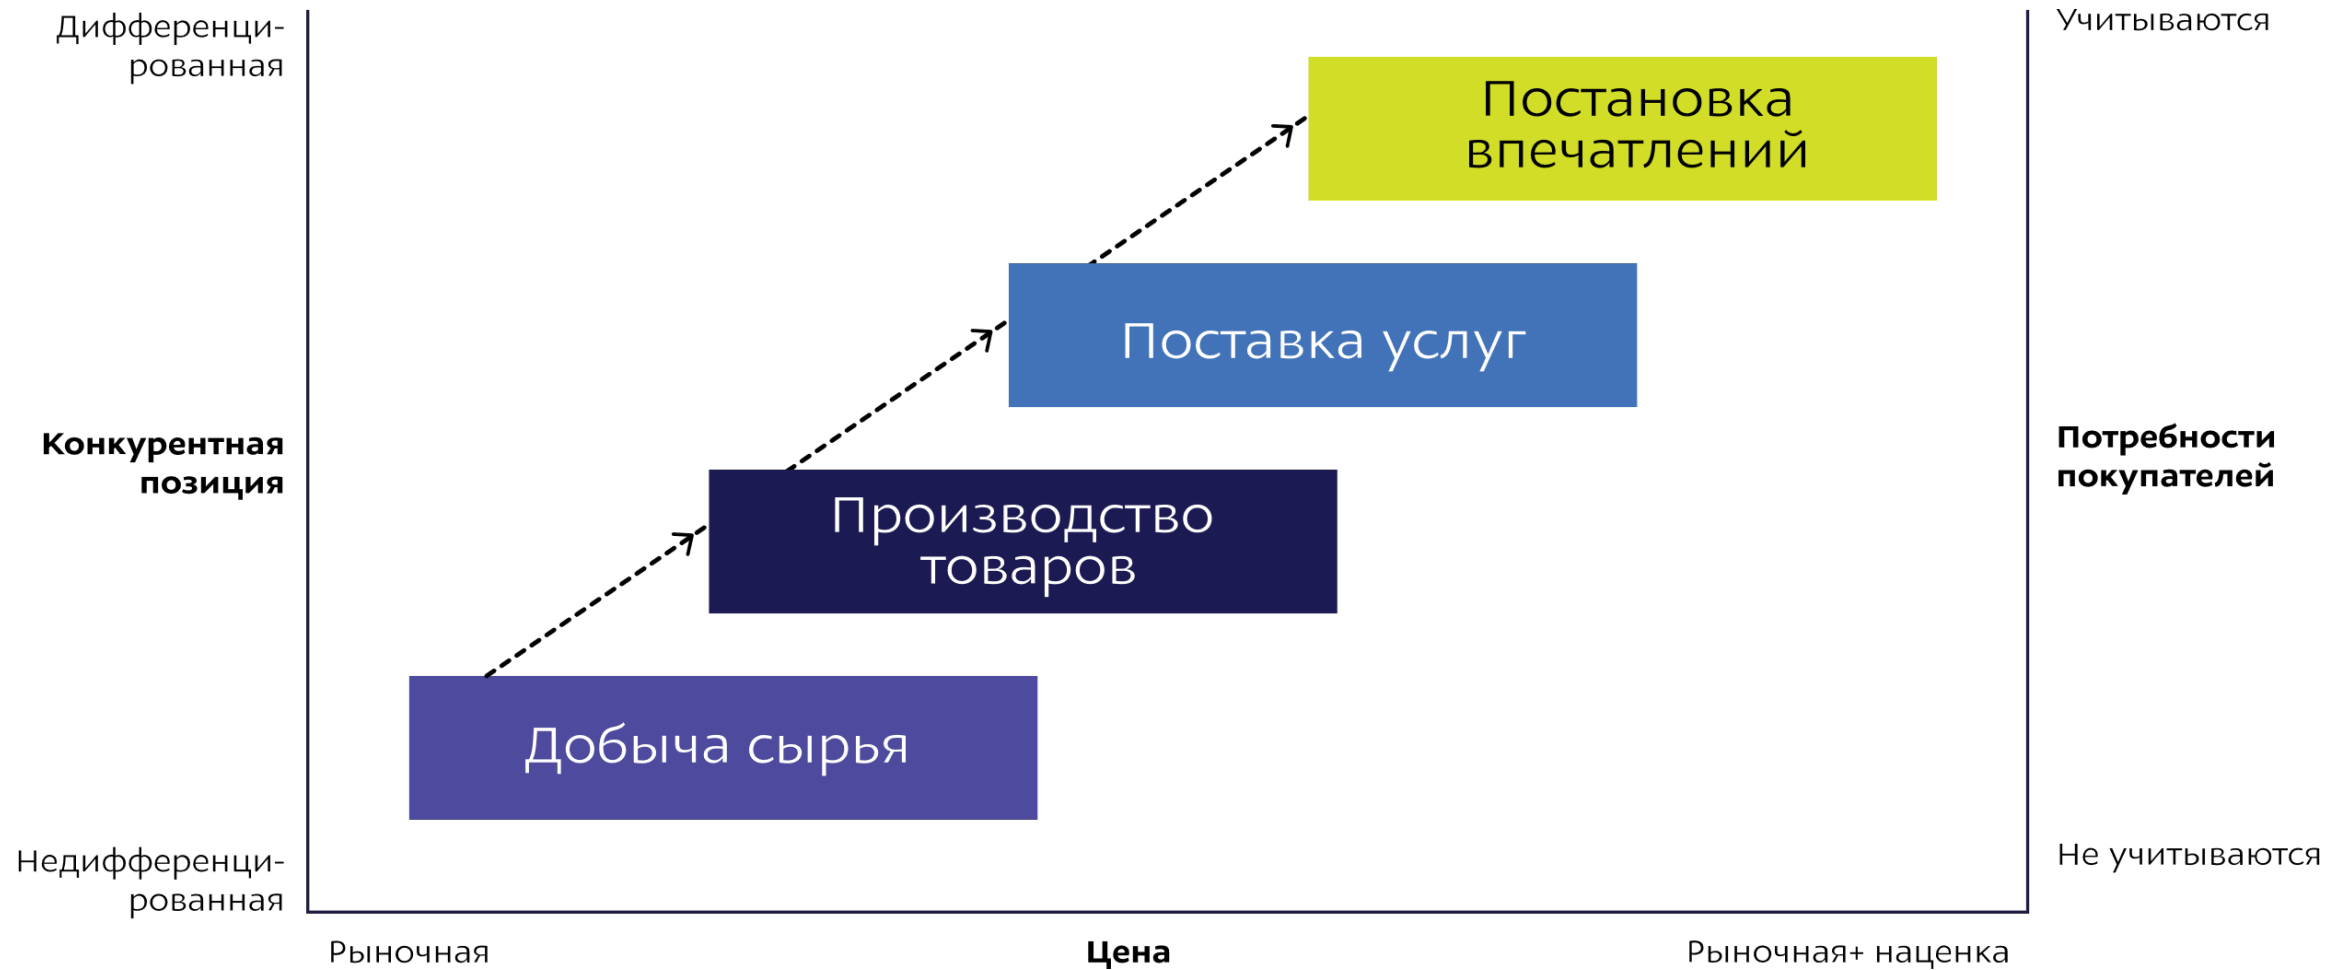 Дифференци-
рованная
Учитываются
Постановка
впечатлений
Поставка услуг
Конкурентная
позиция
Потребности
покупателей
Производство
товаров
Добыча сырья
Недифференци-
рованная
Не учитываются
Рыночная
Цена
Рыночная+ наценка